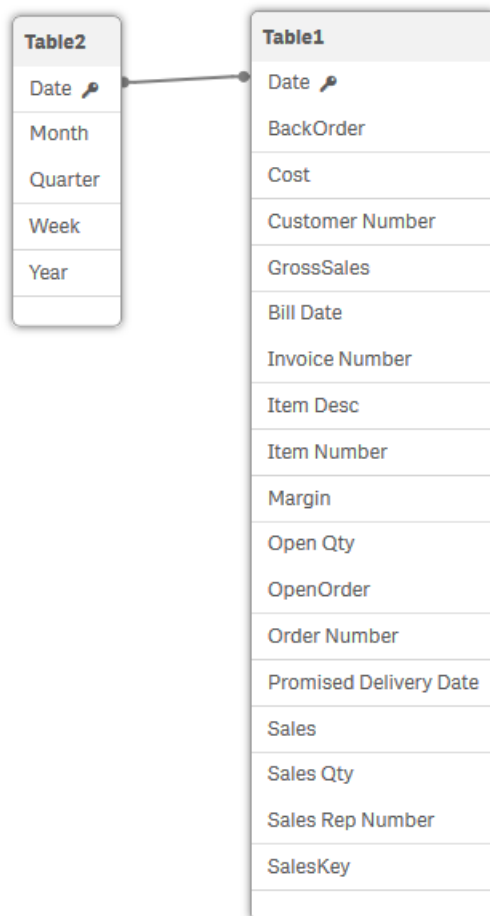 Table2
Date
Month
Quarter
Week
Year
Table1
Date
BackOrder
Cost
Customer Number
GrossSales
Bill Date
Invoice Number
Item Desc
Item Number
Margin
Open Qty
OpenOrder
Order Number
Promised Delivery Date
Sales
Sales Qty
Sales Rep Number
SalesKey